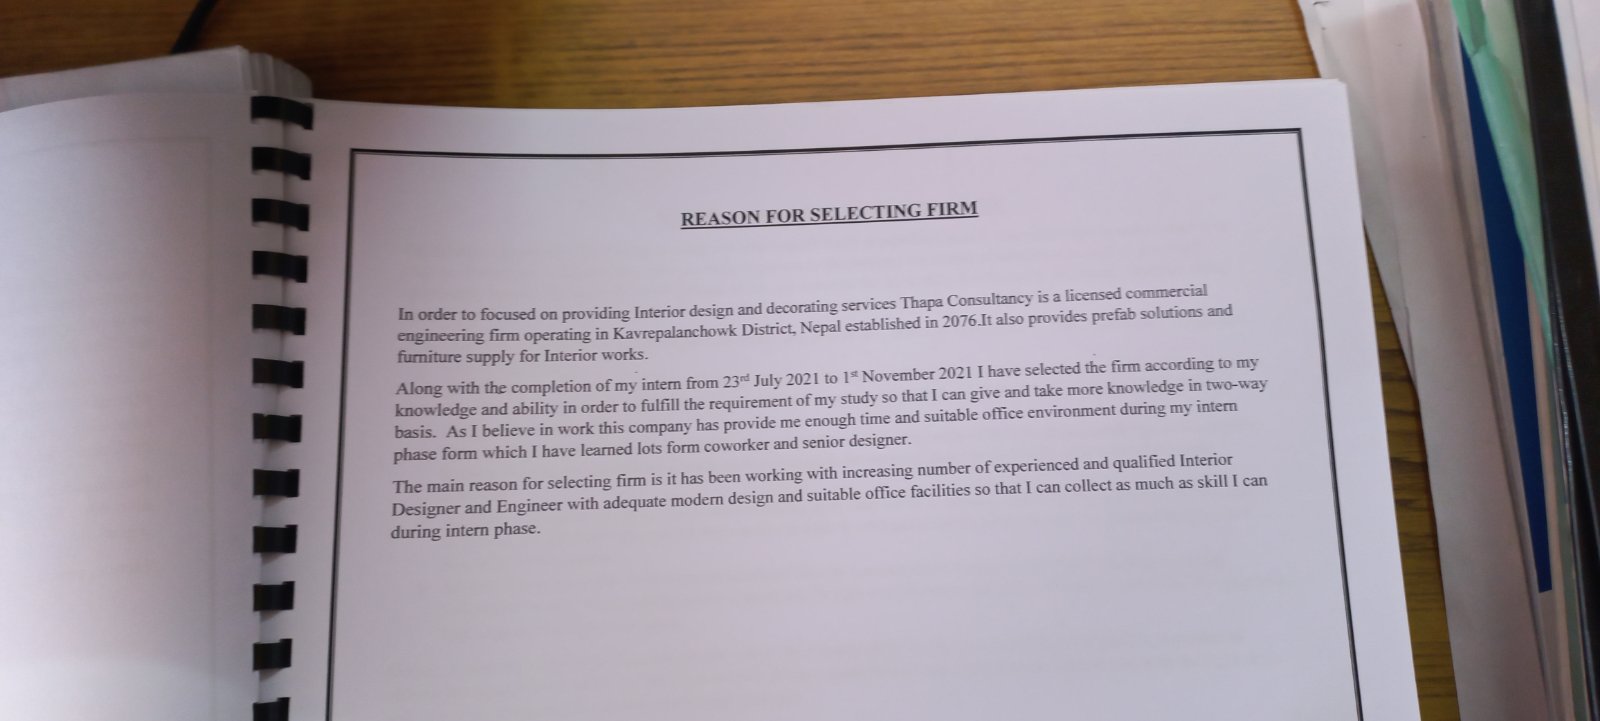 REASON FOR SELECTING FIRM
In order to focused on providing Interior design and decorating services Thapa Consultancy is a licensed commercial
engineering firm operating in Kavrepalanchowk District, Nepal established in 2076.It also provides prefab solutions and
furniture supply for Interior works.
Along with the completion of my intern from 23rd July 2021 to 1st November 2021 I have selected the firm according to my
knowledge and ability in order to fulfill the requirement of my study so that I can give and take more knowledge in two-way
basis. As I believe in work this company has provide me enough time and suitable office environment during my intern
phase form which I have learned lots form coworker and senior designer.
The main reason for selecting firm is it has been working with increasing number of experienced and qualified Interior
Designer and Engineer with adequate modern design and suitable office facilities so that I can collect as much as skill I can
during intern phase.